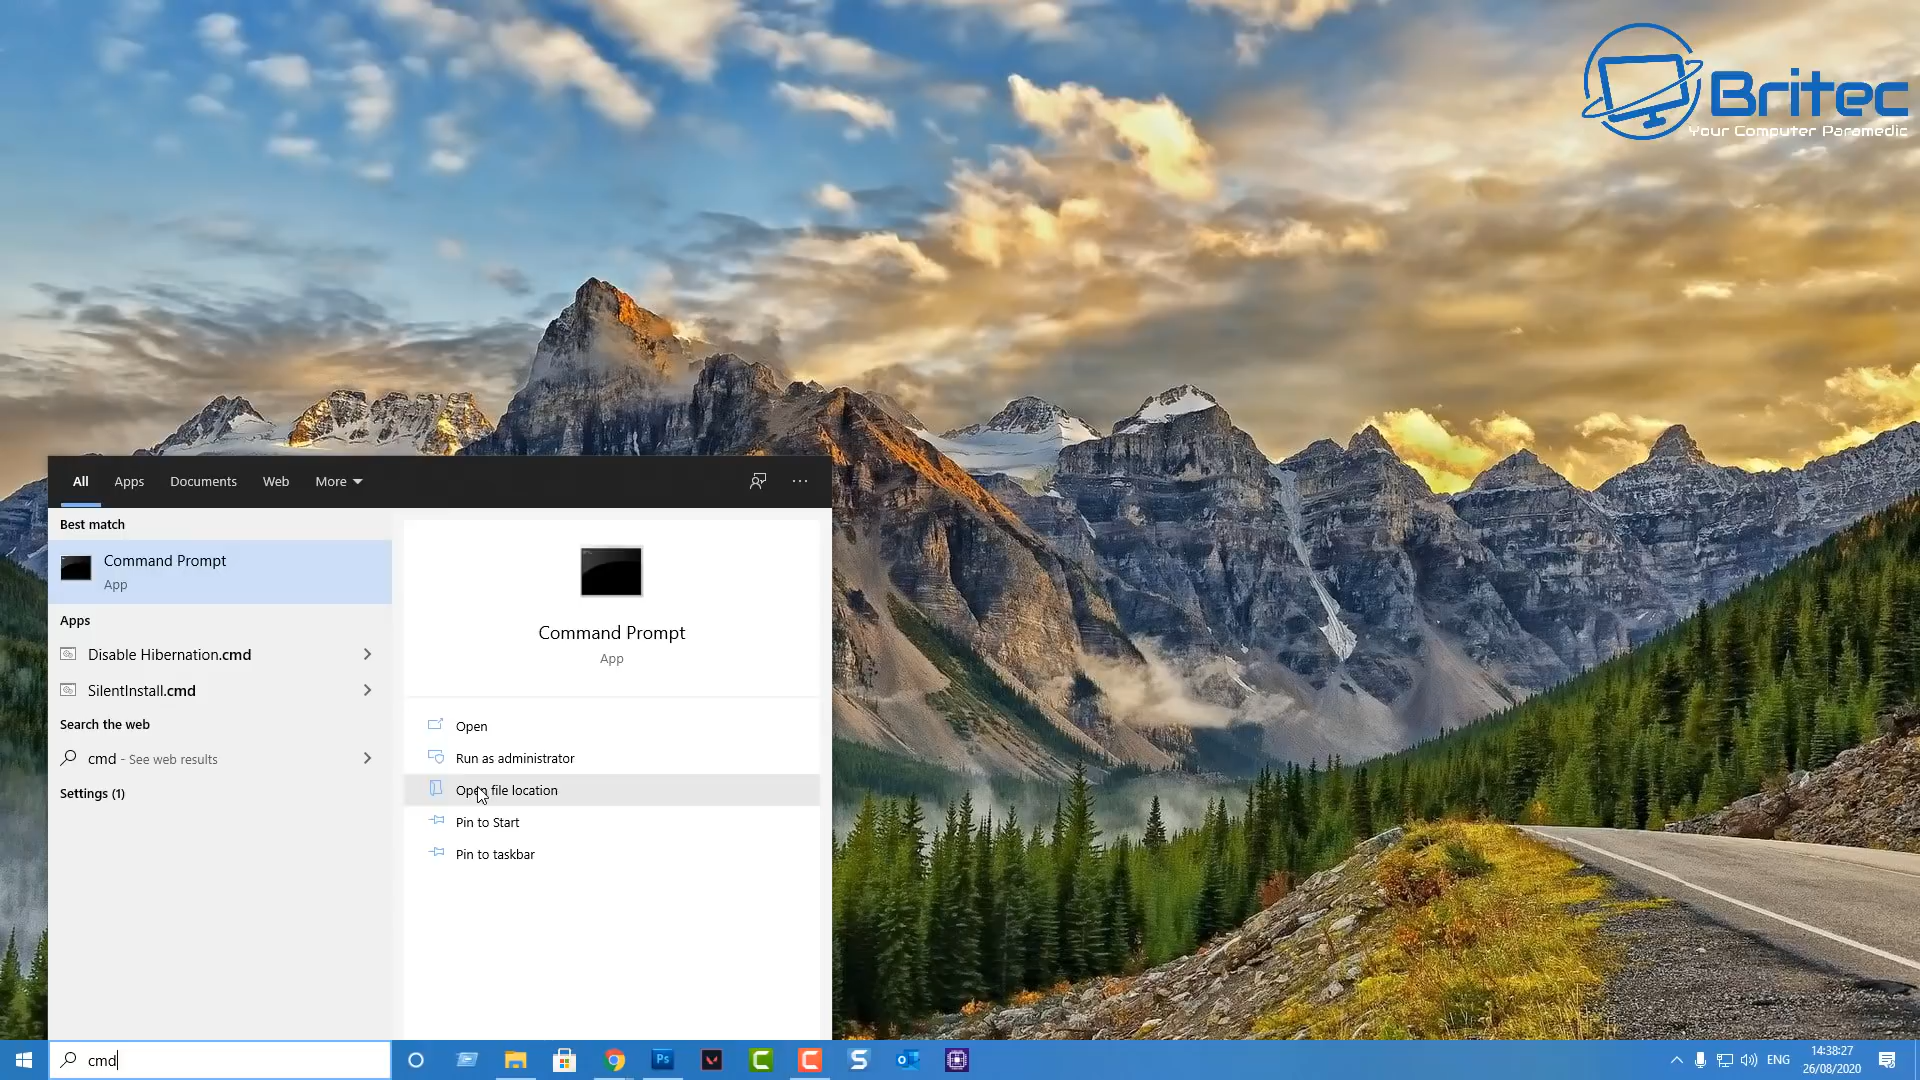 Britec
Your Computer Paramedic
All Apps Documents Web More
Best match
Command Prompt
App
Apps
Disable Hibernation.cmd
SilentInstall.cmd
Search the web
cmd - See web results
Settings (1)
Command Prompt
App
Open
Run as administrator
Open file location
Pin to Start
Pin to taskbar
cmd
Ps
ENG
14:38:27
26/08/2020